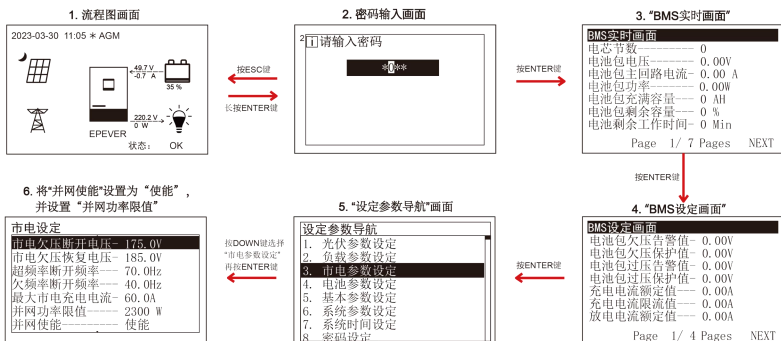 1. 流程图画面
2023-03-30 11:05 ＊ AGM
49.7 V
-0.7 A
35 %
220.2 V
0 W
EPEVER
状态： OK
按ESC键
长按ENTER键
2. 密码输入画面
请输入密码
*0**
按ENTER键
3. “BMS实时画面”
BMS实时画面
电芯节数--------- 0
电池包电压------- 0.00V
电池包主回路电流- 0.00 A
电池包功率------- 0.00W
电池包充满容量--- 0 AH
电池包剩余容量--- 0 %
电池剩余工作时间- 0 Min
Page 1/ 7 Pages NEXT
按ENTER键
4. “BMS设定画面”
BMS设定画面
电池包欠压告警值- 0.00V
电池包欠压保护值- 0.00V
电池包过压告警值- 0.00V
电池包过压保护值- 0.00V
充电电流额定值--- 0.00A
充电电流限流值--- 0.00A
放电电流额定值--- 0.00A
Page 1/ 4 Pages NEXT
按ENTER键
5. “设定参数导航”画面
设定参数导航
1. 光伏参数设定
2. 负载参数设定
3. 市电参数设定
4. 电池参数设定
5. 基本参数设定
6. 系统参数设定
7. 系统时间设定
8. 密码设定
按DOWN键选择
“市电参数设定”
再按ENTER键
6. 将“并网使能”设置为“使能”，
并设置“并网功率限值”
市电设定
市电欠压断开电压- 175.0V
市电欠压恢复电压- 185.0V
超频率断开频率--- 70.0Hz
欠频率断开频率--- 40.0Hz
最大市电充电电流- 60.0A
并网功率限值----- 2300 W
并网使能--------- 使能